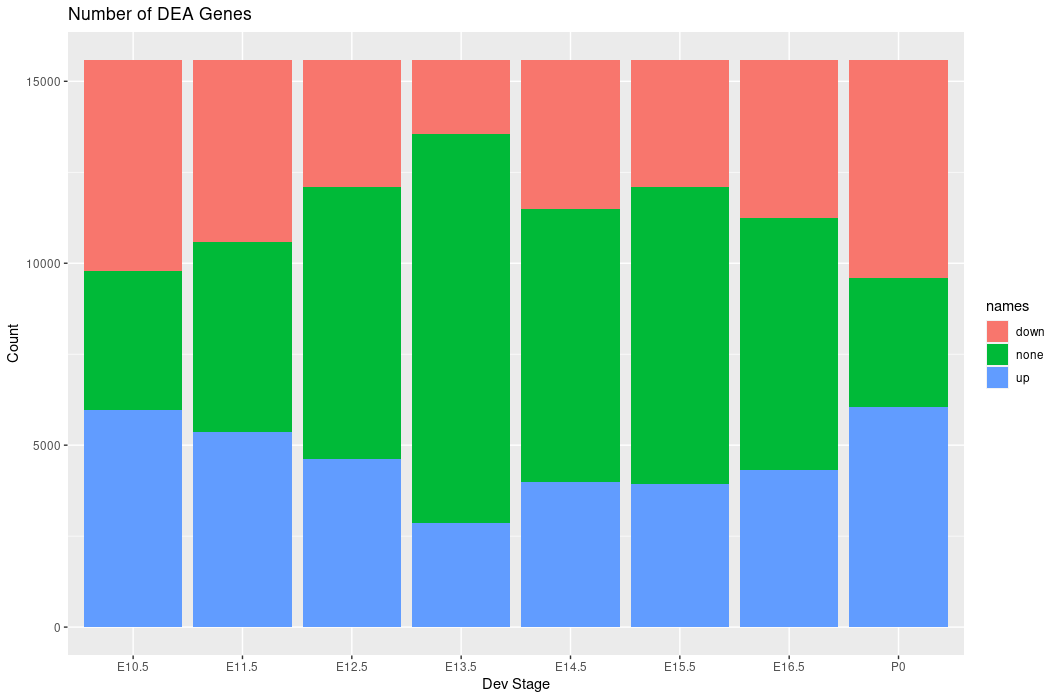 Number of DEA Genes
Count
15000
10000
5000
0
E10.5 E11.5 E12.5 E13.5 E14.5 E15.5 E16.5 P0
Dev Stage
names
down
none
up